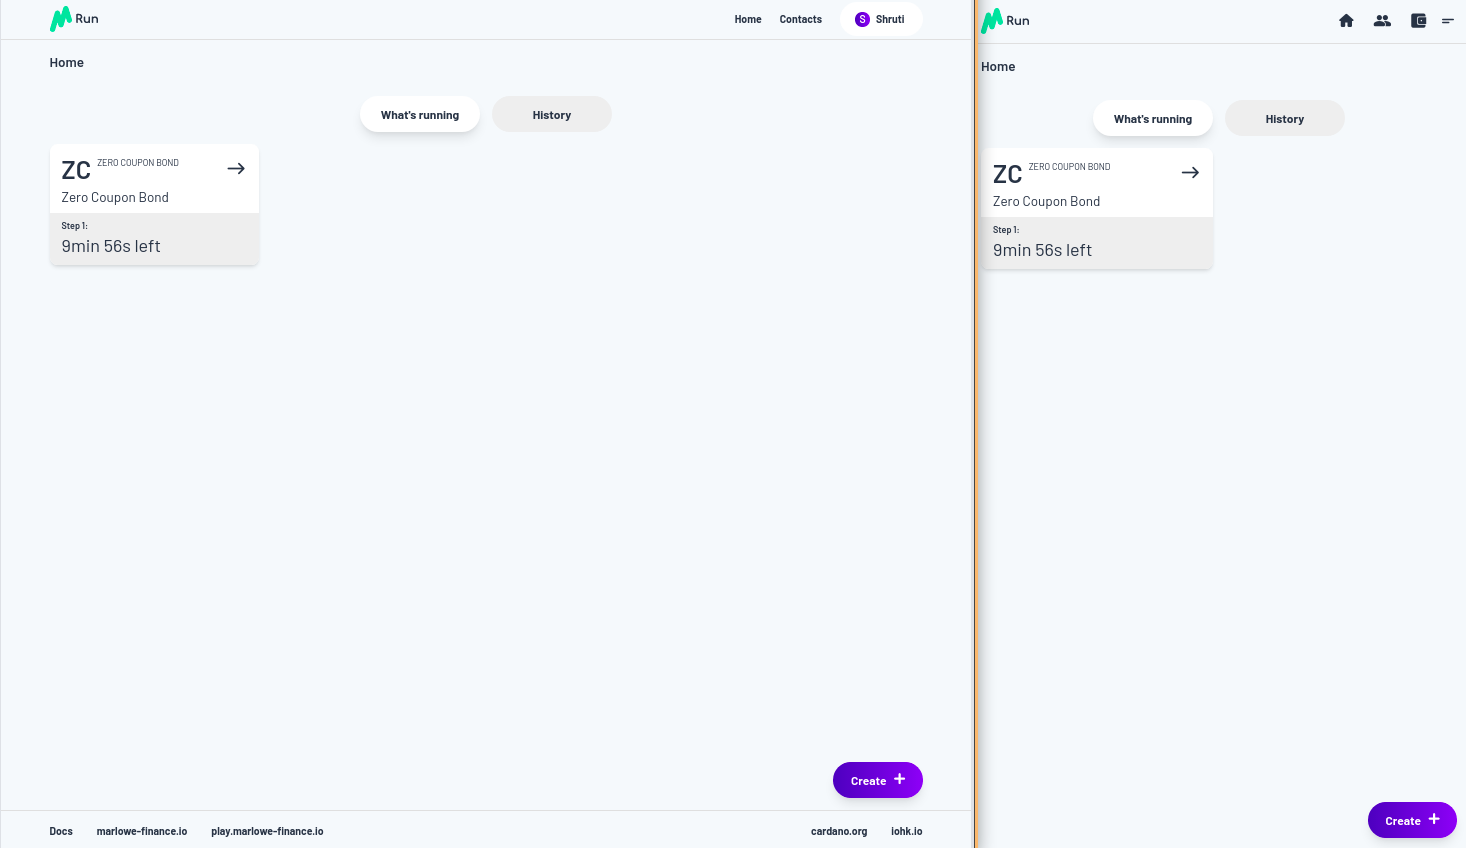 Run
Home Contacts S Shruti
Home
What's running History
ZC ZERO COUPON BOND
Zero Coupon Bond
Step 1:
9min 56s left
Create
Docs marlowe-finance.io play.marlowe-finance.io cardano.org iohk.io
Run
Home
What's running History
ZC ZERO COUPON BOND
Zero Coupon Bond
Step 1:
9min 56s left
Create